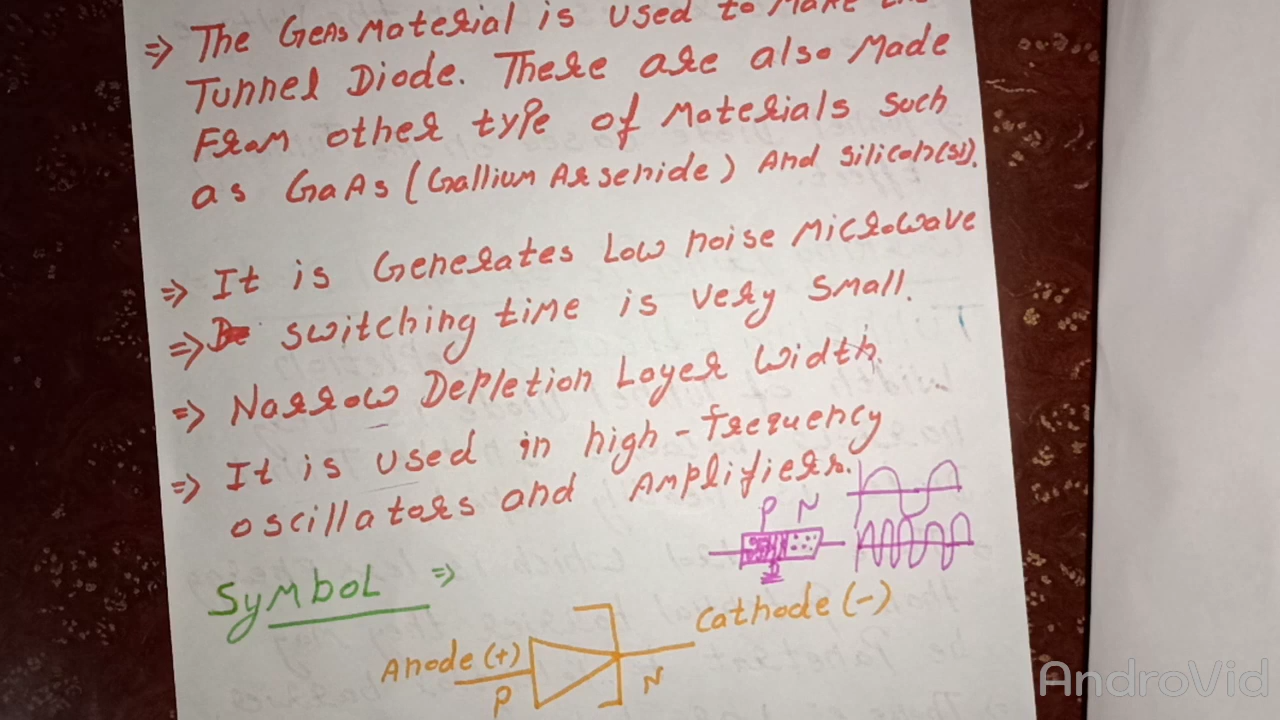 ⇒ The GeAs Material is used to Make the
Tunnel Diode. There are also Made
From other type of Materials such
as GaAs (Gallium Arsenide) And silicon(si).
⇒ It is Generates Low noise Microwave
⇒ switching time is very small.
⇒ Narrow Depletion Layer Width.
⇒ It is used in high-frequency
oscillators and Amplifiers.
P N
Symbol ⇒
Cathode (-)
Anode (+)
P
N
AndroVid